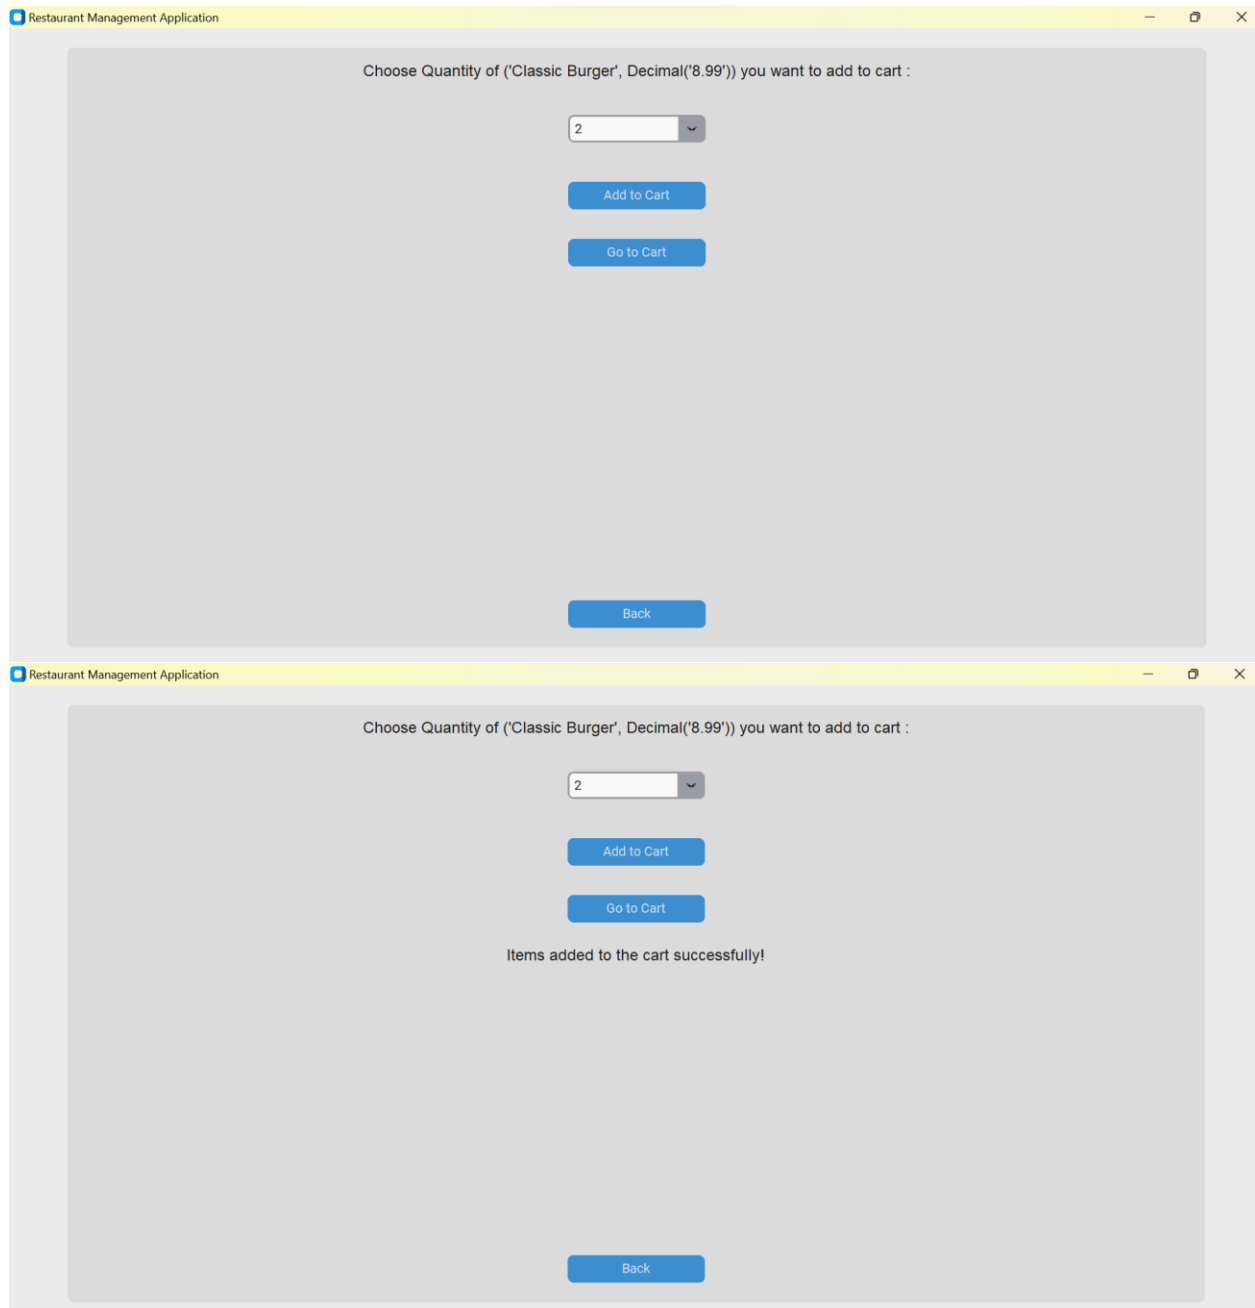 Restaurant Management Application
Choose Quantity of ('Classic Burger', Decimal('8.99')) you want to add to cart :
2
Add to Cart
Go to Cart
Back
Restaurant Management Application
Choose Quantity of ('Classic Burger', Decimal('8.99')) you want to add to cart :
2
Add to Cart
Go to Cart
Items added to the cart successfully!
Back